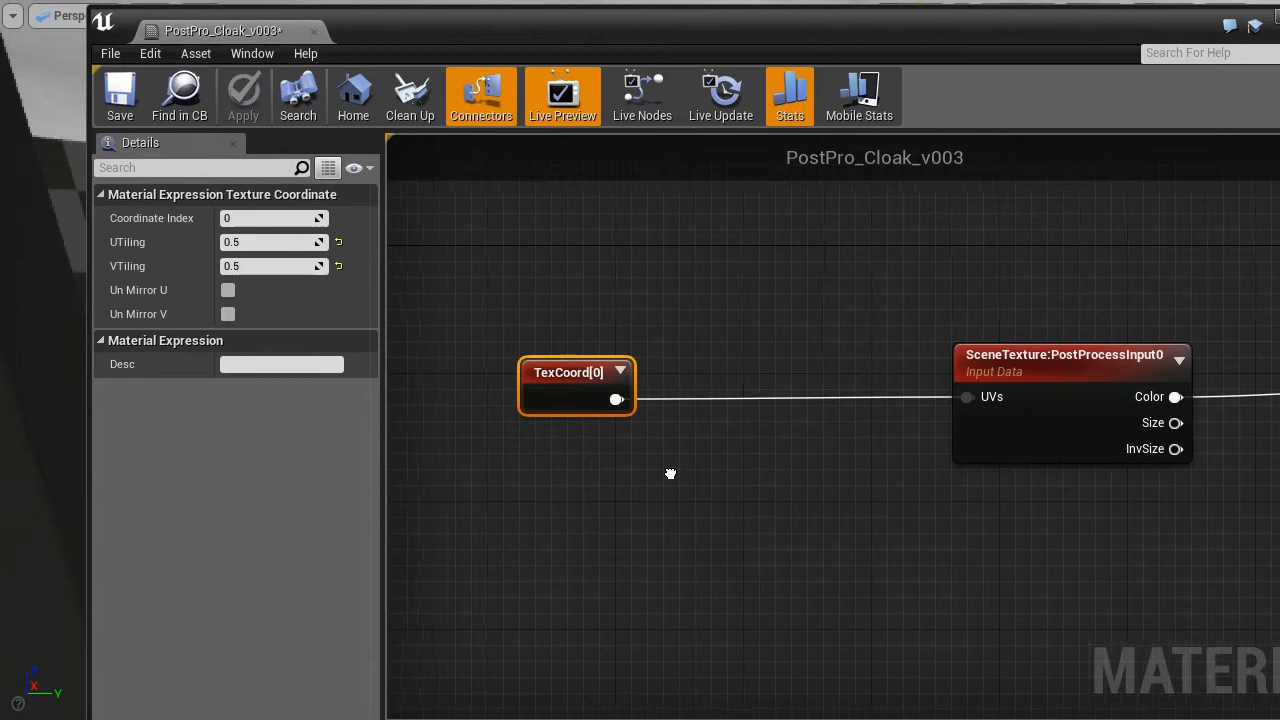 Persp
PostPro_Cloak_v003*
File Edit Asset Window Help
Search For Help
Save Find in CB Apply Search Home Clean Up Connectors Live Preview Live Nodes Live Update Stats Mobile Stats
Details
Search
PostPro_Cloak_v003
Material Expression Texture Coordinate
Coordinate Index 0
UTiling 0.5
VTiling 0.5
Un Mirror U
Un Mirror V
Material Expression
Desc
TexCoord[0]
SceneTexture:PostProcessInput0
Input Data
UVs Color
Size
InvSize
MATERI
Z
X
Y